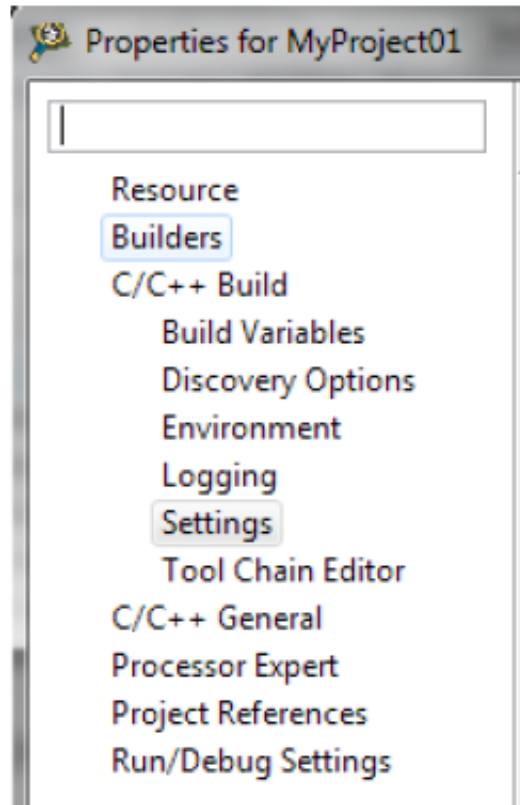 Properties for MyProject01
Resource
Builders
C/C++ Build
Build Variables
Discovery Options
Environment
Logging
Settings
Tool Chain Editor
C/C++ General
Processor Expert
Project References
Run/Debug Settings